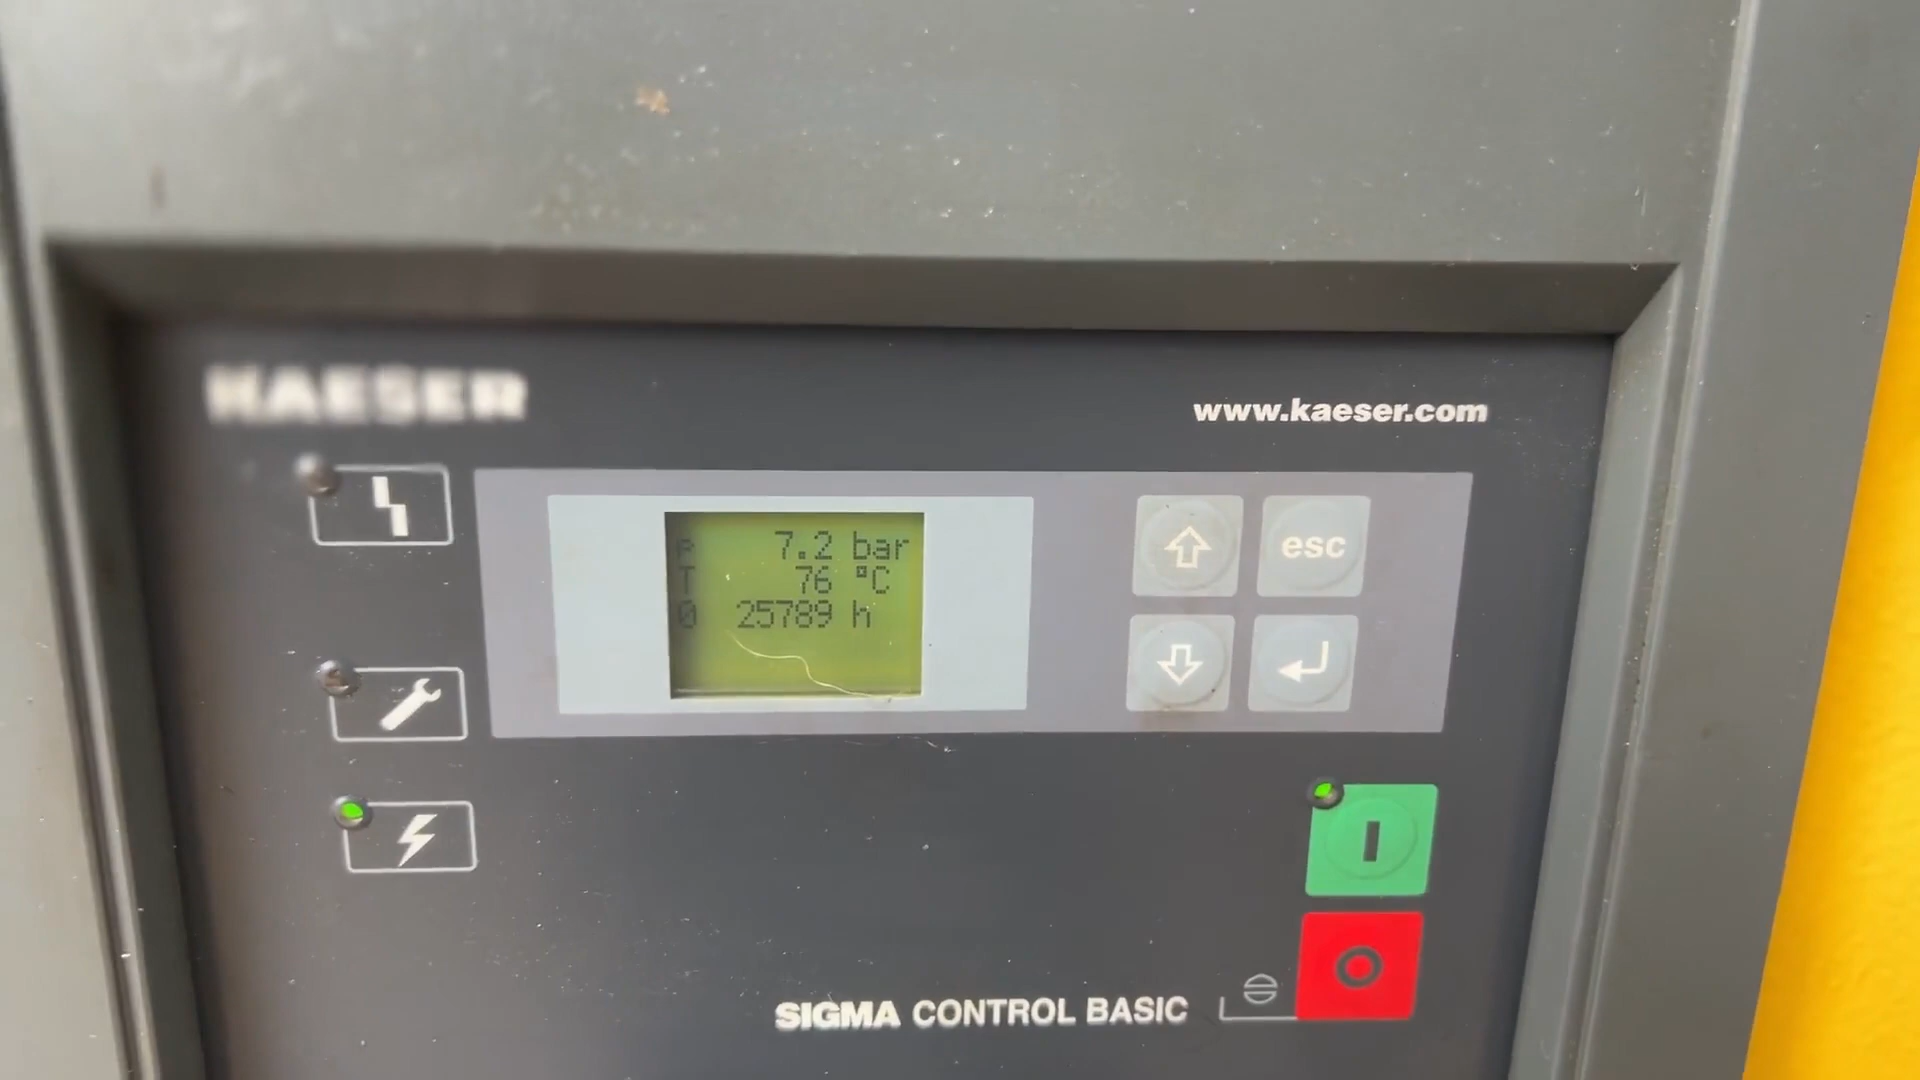 KAESER
www.kaeser.com
p 7.2 bar
T 76 °C
0 25789 h
esc
I
O
SIGMA CONTROL BASIC